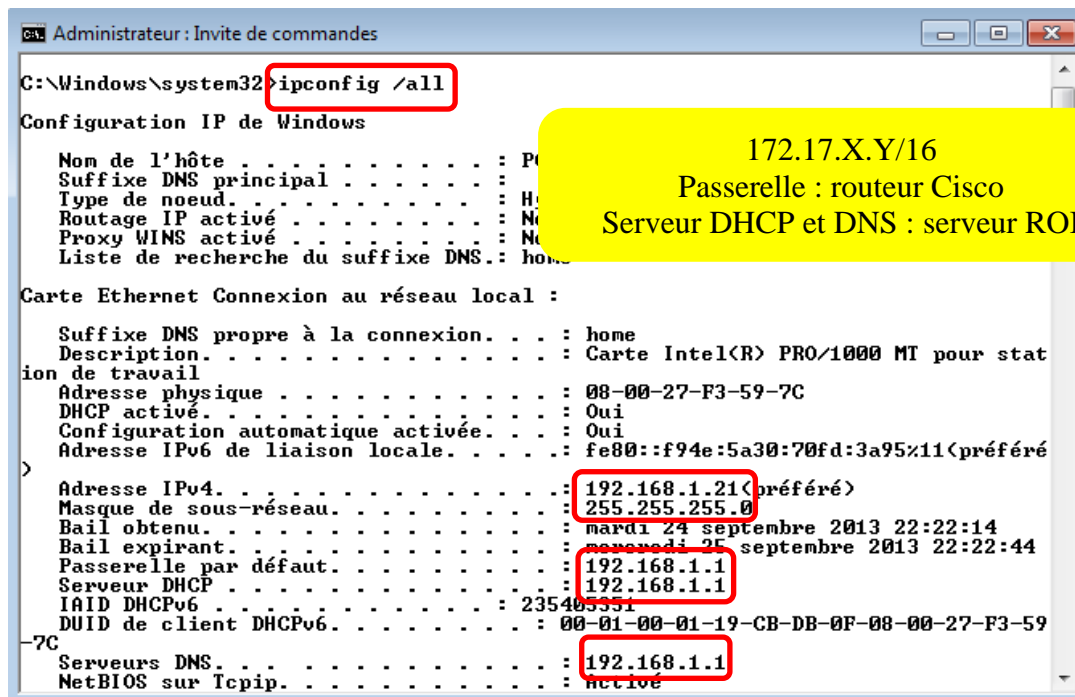 Administrateur : Invite de commandes
C:\Windows\system32>ipconfig /all
Configuration IP de Windows
Nom de l'hôte . . . . . . . . . . :
Suffixe DNS principal . . . . . . :
Type de noeud. . . . . . . . . . :
Routage IP activé . . . . . . . . :
Proxy WINS activé . . . . . . . . :
Liste de recherche du suffixe DNS.: home
172.17.X.Y/16
Passerelle : routeur Cisco
Serveur DHCP et DNS : serveur
Carte Ethernet Connexion au réseau local :
Suffixe DNS propre à la connexion. . . : home
Description. . . . . . . . . . . . . . : Carte Intel(R) PRO/1000 MT pour stat
ion de travail
Adresse physique . . . . . . . . . . . : 08-00-27-F3-59-7C
DHCP activé. . . . . . . . . . . . . . : Oui
Configuration automatique activée. . . : Oui
Adresse IPv6 de liaison locale. . . . .: fe80::f94e:5a30:70fd:3a95%11(préféré
)
Adresse IPv4. . . . . . . . . . . . . .: 192.168.1.21(préféré)
Masque de sous-réseau. . . . . . . . . : 255.255.255.0
Bail obtenu. . . . . . . . . . . . . . : mardi 24 septembre 2013 22:22:14
Bail expirant. . . . . . . . . . . . . : mercredi 25 septembre 2013 22:22:44
Passerelle par défaut. . . . . . . . . : 192.168.1.1
Serveur DHCP . . . . . . . . . . . . . : 192.168.1.1
IAID DHCPv6 . . . . . . . . . . . : 235405351
DUID de client DHCPv6. . . . . . . . : 00-01-00-01-19-CB-DB-0F-08-00-27-F3-59
-7C
Serveurs DNS. . . . . . . . . . . . . : 192.168.1.1
NetBIOS sur Tcpip. . . . . . . . . . . : Activé